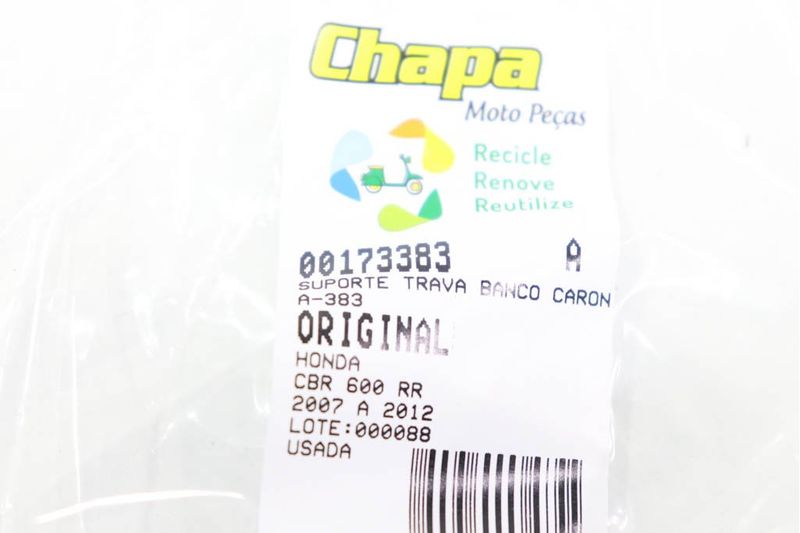 Chapa
Moto Peças
Recicle
Renove
Reutilize
00173383 A
SUPORTE TRAVA BANCO CARON
A-383
ORIGINAL
HONDA
CBR 600 RR
2007 A 2012
LOTE:000088
USADA